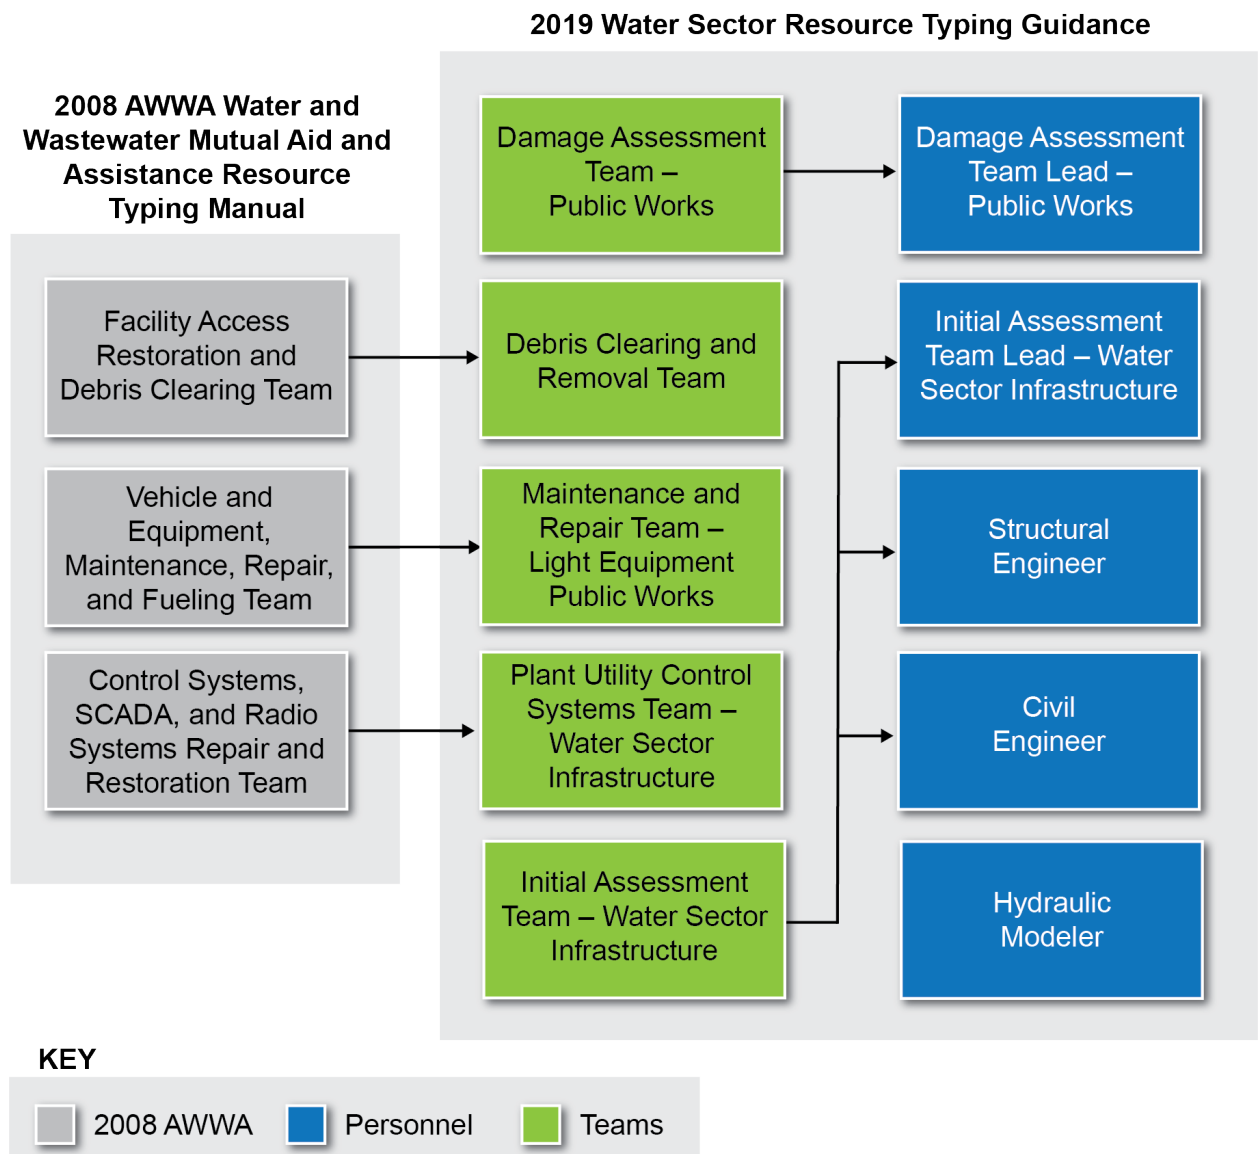 2019 Water Sector Resource Typing Guidance
2008 AWWA Water and
Wastewater Mutual Aid and
Assistance Resource
Typing Manual
Facility Access
Restoration and
Debris Clearing Team
Vehicle and
Equipment,
Maintenance, Repair,
and Fueling Team
Control Systems,
SCADA, and Radio
Systems Repair and
Restoration Team
Damage Assessment
Team –
Public Works
Debris Clearing and
Removal Team
Maintenance and
Repair Team –
Light Equipment
Public Works
Plant Utility Control
Systems Team –
Water Sector
Infrastructure
Initial Assessment
Team – Water Sector
Infrastructure
Damage Assessment
Team Lead –
Public Works
Initial Assessment
Team Lead – Water
Sector Infrastructure
Structural
Engineer
Civil
Engineer
Hydraulic
Modeler
KEY
2008 AWWA
Personnel
Teams